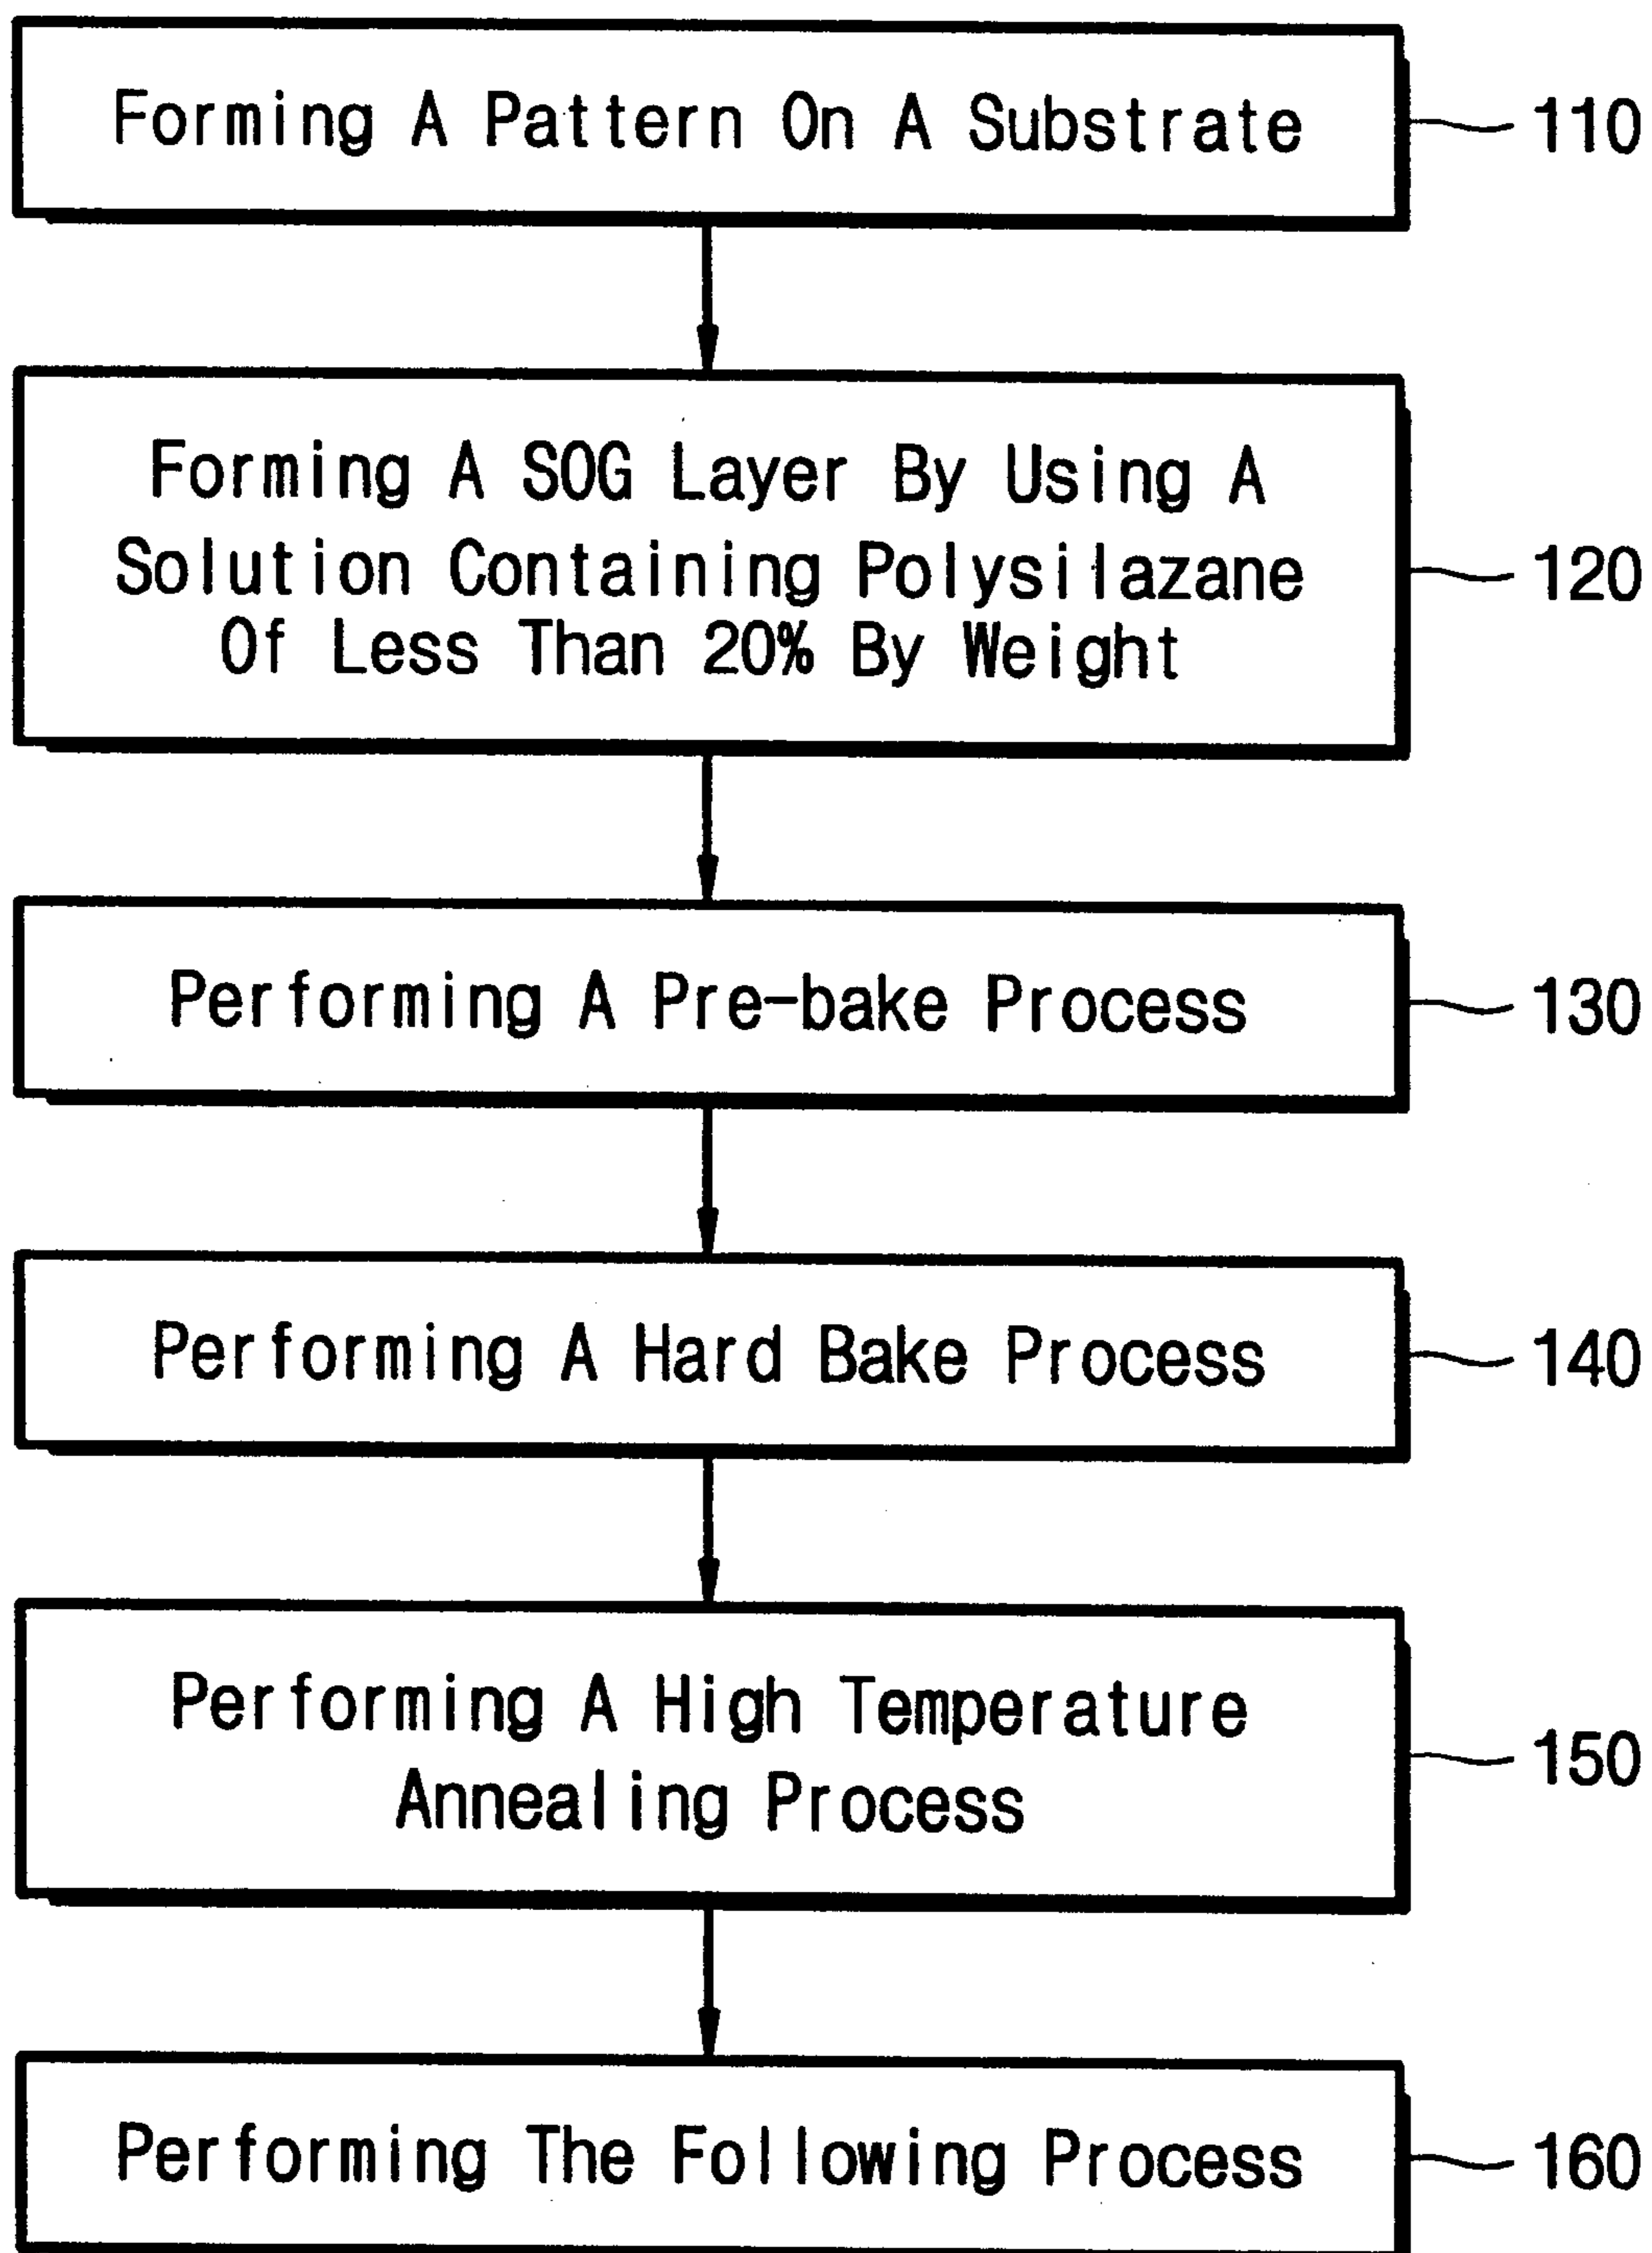 Forming A Pattern On A Substrate
110
Forming A SOG Layer By Using A
Solution Containing Polysilazane
Of Less Than 20% By Weight
120
Performing A Pre-bake Process
130
Performing A Hard Bake Process
140
Performing A High Temperature
Annealing Process
150
Performing The Following Process
160